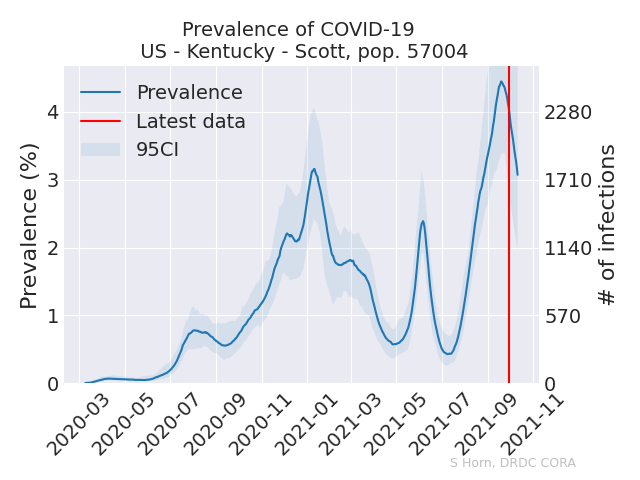 Prevalence of COVID-19
US - Kentucky - Scott, pop. 57004
Prevalence
Latest data
95CI
Prevalence (%)
4
3
2
1
0
2280
1710
1140
570
0
# of infections
2020-03
2020-05
2020-07
2020-09
2020-11
2021-01
2021-03
2021-05
2021-07
2021-09
2021-11
S Horn, DRDC CORA